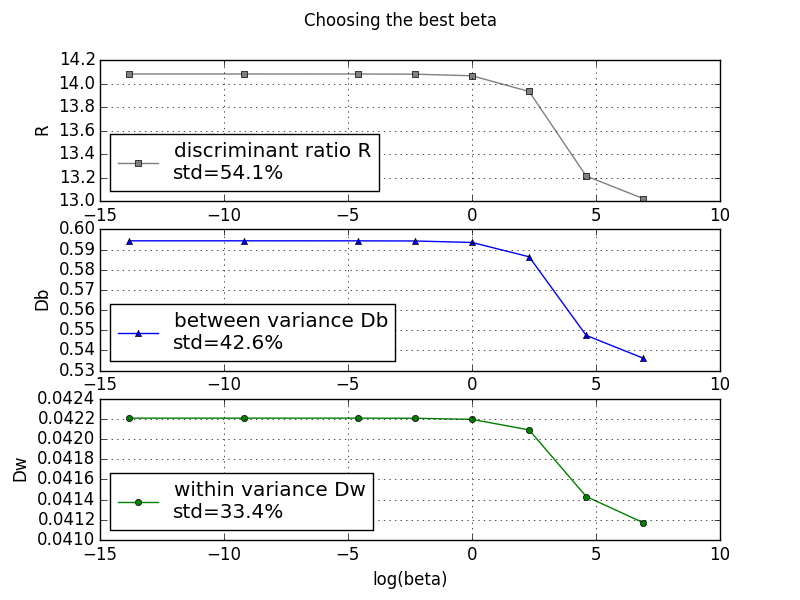 Choosing the best beta
14.2
14.0
13.8
13.6
13.4
13.2
13.0
R
discriminant ratio R
std=54.1%
−15 −10 −5 0 5 10
0.60
0.59
0.58
0.57
0.56
0.55
0.54
0.53
Db
between variance Db
std=42.6%
−15 −10 −5 0 5 10
0.0424
0.0422
0.0420
0.0418
0.0416
0.0414
0.0412
0.0410
Dw
within variance Dw
std=33.4%
−15 −10 −5 0 5 10
log(beta)